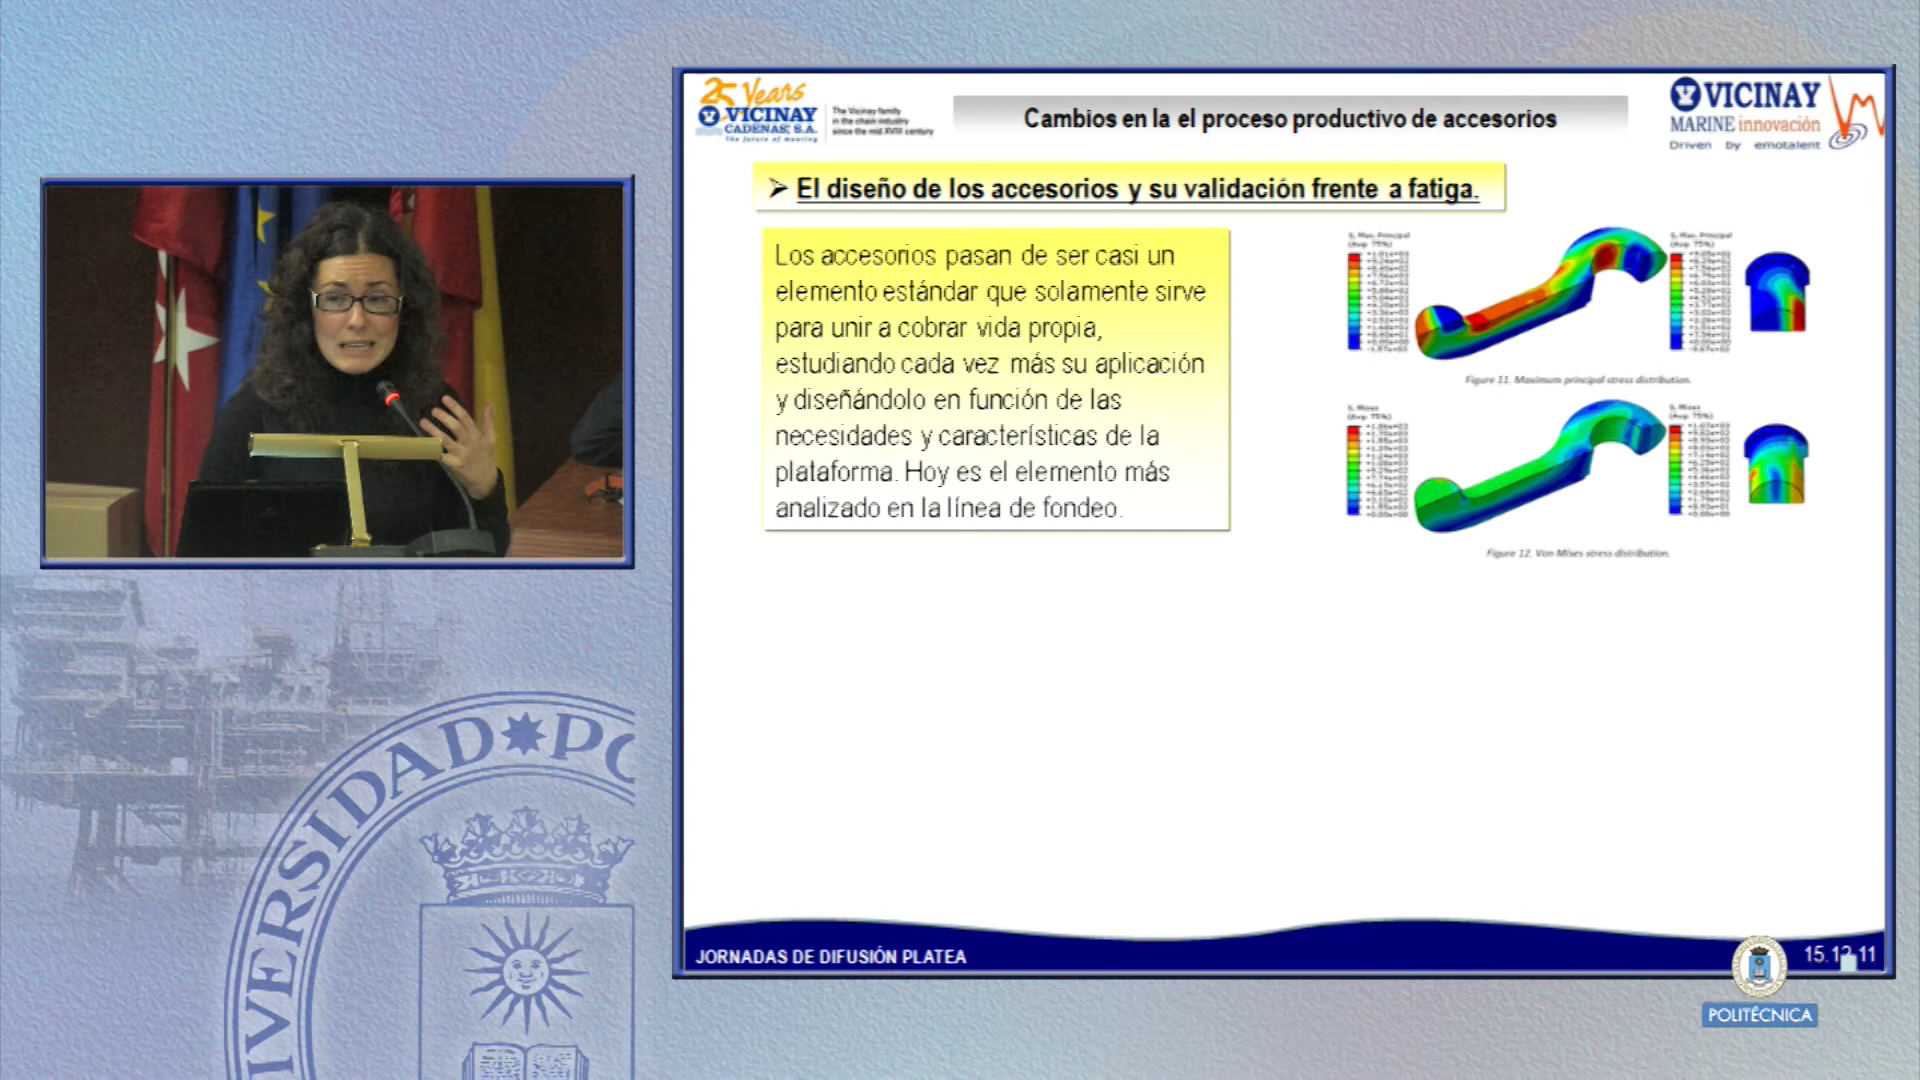 25 Years
VICINAY
CADENAS, S.A.
The future of mooring
The Vicinay family
in the chain industry
since the mid XVIII century
Cambios en la el proceso productivo de accesorios
VICINAY
MARINE innovación
Driven by emotalent
➢ El diseño de los accesorios y su validación frente a fatiga.
Los accesorios pasan de ser casi un
elemento estándar que solamente sirve
para unir a cobrar vida propia,
estudiando cada vez más su aplicación
y diseñándolo en función de las
necesidades y características de la
plataforma. Hoy es el elemento más
analizado en la línea de fondeo.
S, Max. Principal
(Avg: 75%)
S, Max. Principal
(Avg: 75%)
Figure 11. Maximum principal stress distribution.
S, Mises
(Avg: 75%)
S, Mises
(Avg: 75%)
Figure 12. Von Mises stress distribution.
JORNADAS DE DIFUSIÓN PLATEA
15.12.11
POLITÉCNICA
IVERSIDAD PO